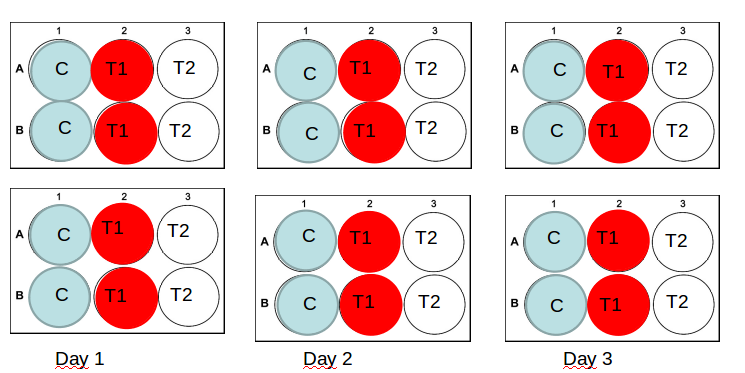 1 2 3 1 2 3 1 2 3
A C T1 T2 A C T1 T2 A C T1 T2
B C T1 T2 B C T1 T2 B C T1 T2
1 2 3 1 2 3 1 2 3
A C T1 T2 A C T1 T2 A C T1 T2
B C T1 T2 B C T1 T2 B C T1 T2
Day 1 Day 2 Day 3